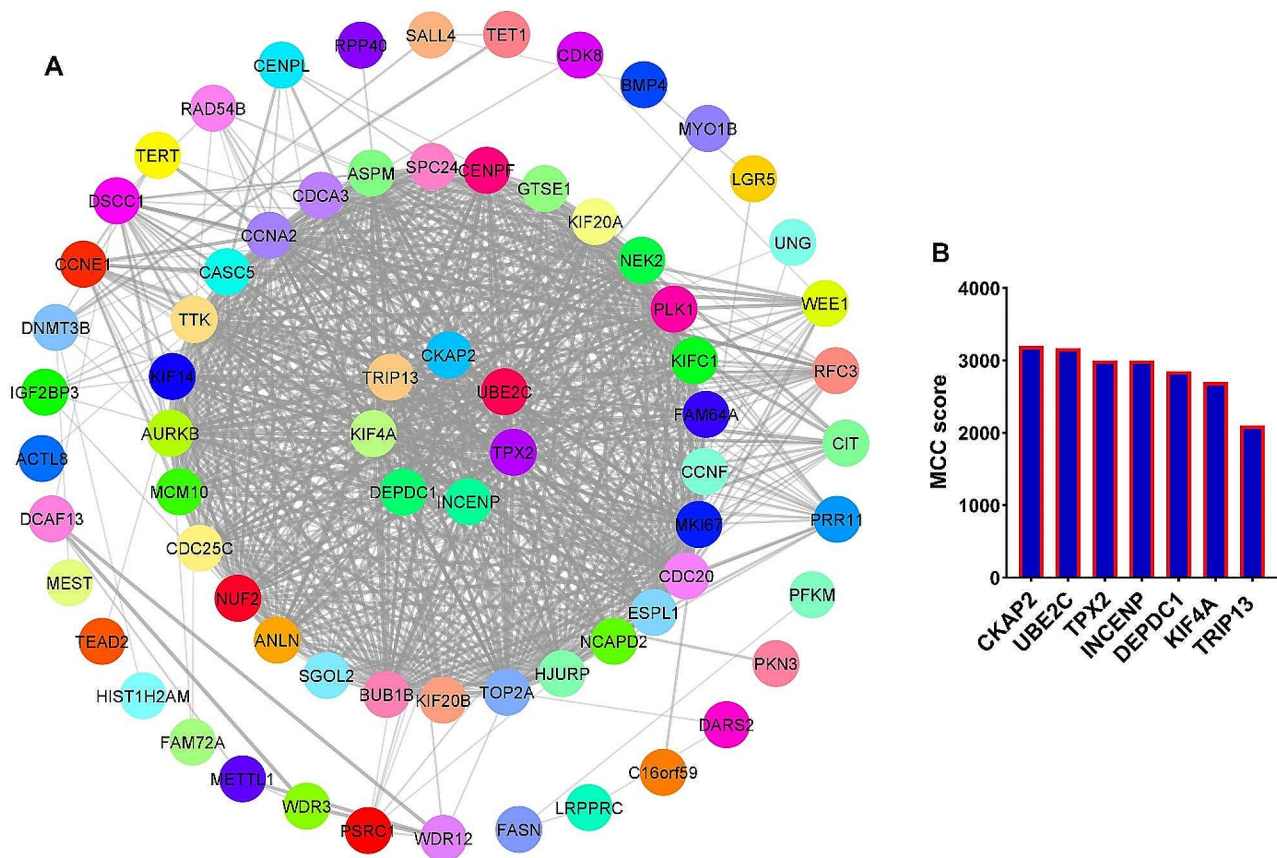 A
RPP40
SALL4
TET1
CENPL
CDK8
BMP4
RAD54B
MYO1B
TERT
LGR5
DSCC1
CDCA3
ASPM
SPC24
CENPF
GTSE1
KIF20A
CCNA2
UNG
CCNE1
CASC5
NEK2
WEE1
DNMT3B
TTK
PLK1
CKAP2
KIFC1
RFC3
IGF2BP3
KIF14
TRIP13
UBE2C
FAM64A
AURKB
KIF4A
TPX2
CIT
ACTL8
CCNF
MCM10
DEPDC1
INCENP
DCAF13
MKI67
PRR11
CDC25C
CDC20
MEST
NUF2
ESPL1
PFKM
TEAD2
ANLN
NCAPD2
SGOL2
HJURP
PKN3
HIST1H2AM
BUB1B
KIF20B
TOP2A
DARS2
FAM72A
METTL1
C16orf59
WDR3
LRPPRC
PSRC1
WDR12
FASN
B
MCC score
4000
3000
2000
1000
0
CKAP2
UBE2C
TPX2
INCENP
DEPDC1
KIF4A
TRIP13